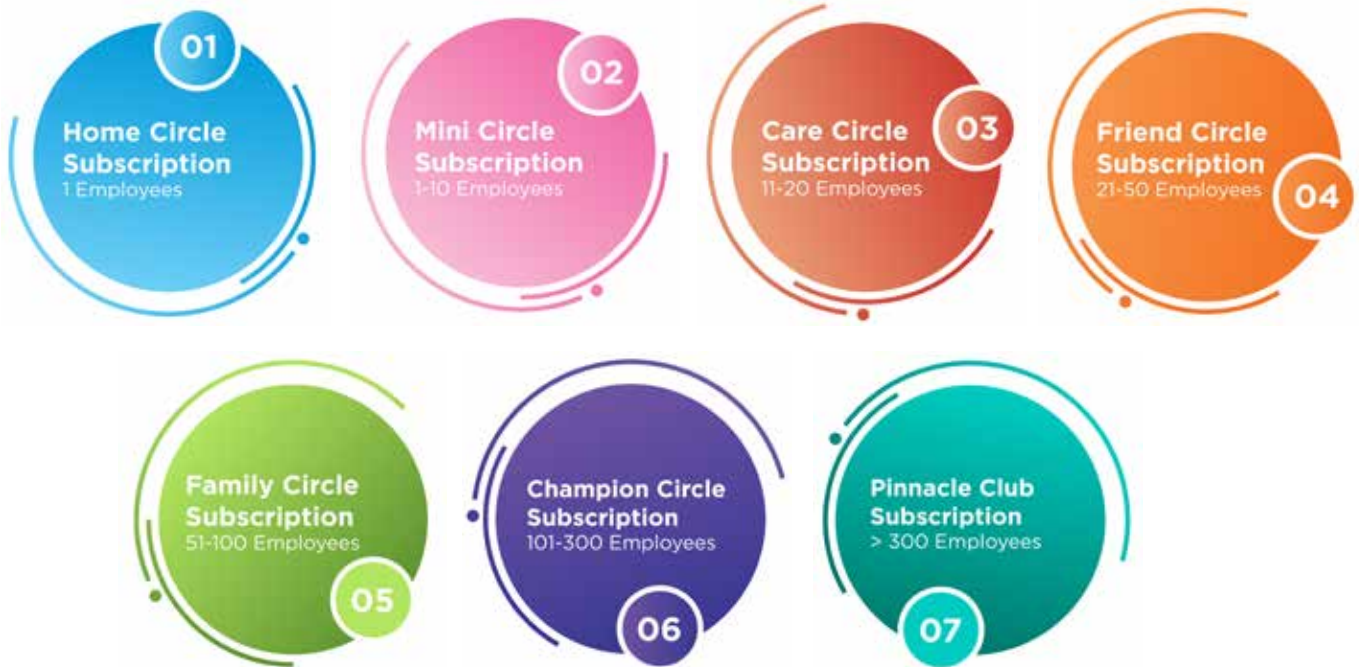 01
Home Circle
Subscription
1 Employees
02
Mini Circle
Subscription
1-10 Employees
03
Care Circle
Subscription
11-20 Employees
04
Friend Circle
Subscription
21-50 Employees
05
Family Circle
Subscription
51-100 Employees
06
Champion Circle
Subscription
101-300 Employees
07
Pinnacle Club
Subscription
> 300 Employees